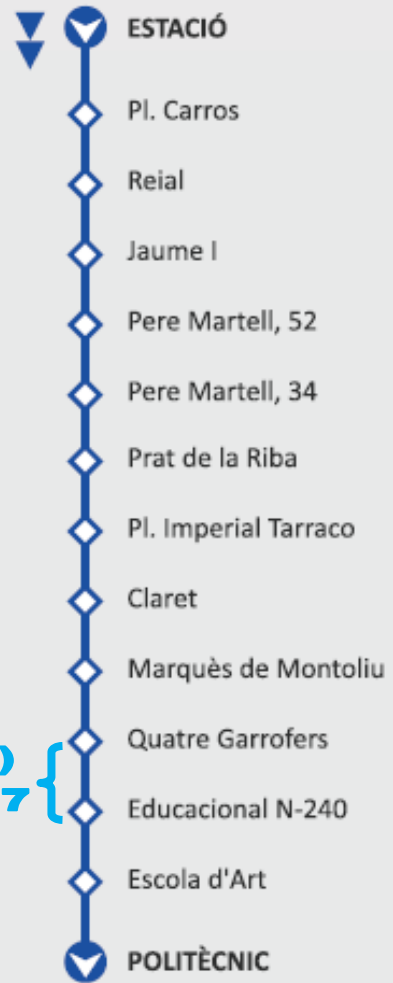 ESTACIÓ
Pl. Carros
Reial
Jaume I
Pere Martell, 52
Pere Martell, 34
Prat de la Riba
Pl. Imperial Tarraco
Claret
Marquès de Montoliu
Quatre Garrofers
Educacional N-240
Escola d'Art
POLITÈCNIC